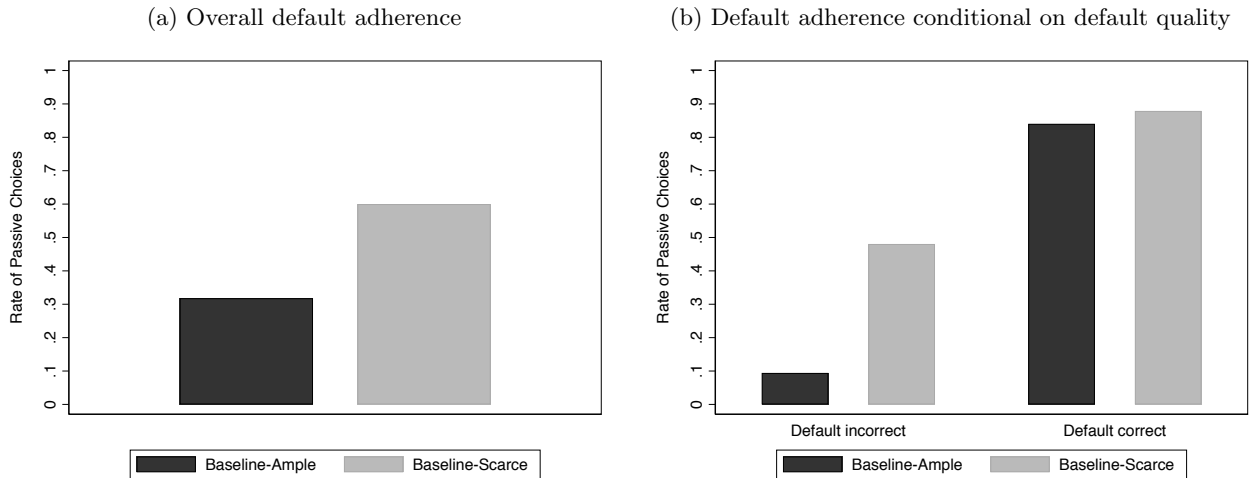 (a) Overall default adherence
Rate of Passive Choices
1
.9
.8
.7
.6
.5
.4
.3
.2
.1
0
Baseline-Ample
Baseline-Scarce
(b) Default adherence conditional on default quality
Rate of Passive Choices
1
.9
.8
.7
.6
.5
.4
.3
.2
.1
0
Default incorrect
Default correct
Baseline-Ample
Baseline-Scarce